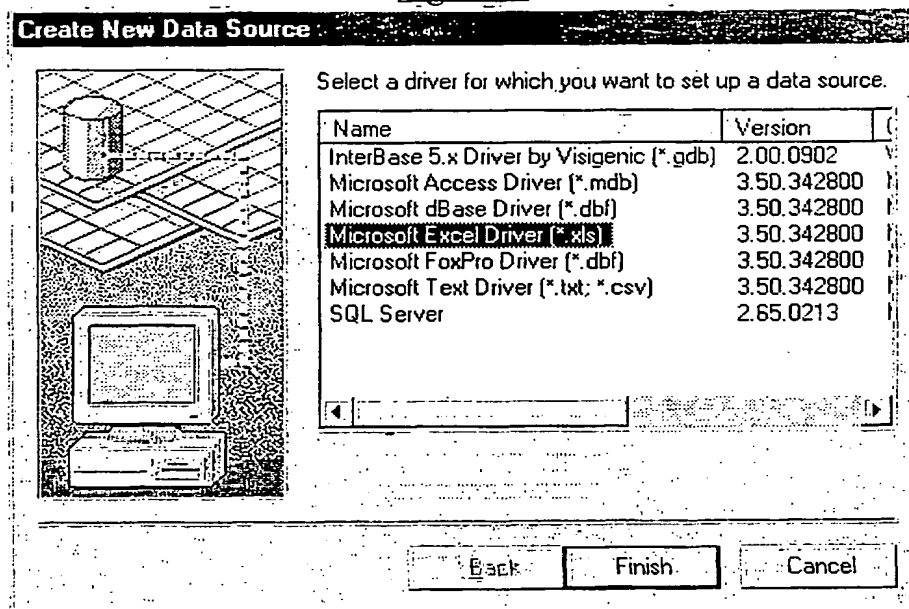 Create New Data Source
Select a driver for which you want to set up a data source.
Name Version
InterBase 5.x Driver by Visigenic (*.gdb) 2.00.0902
Microsoft Access Driver (*.mdb) 3.50.342800
Microsoft dBase Driver (*.dbf) 3.50.342800
Microsoft Excel Driver (*.xls) 3.50.342800
Microsoft FoxPro Driver (*.dbf) 3.50.342800
Microsoft Text Driver (*.txt; *.csv) 3.50.342800
SQL Server 2.65.0213
Back Finish Cancel